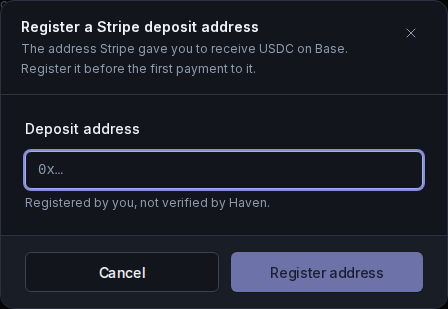 Register a Stripe deposit address
The address Stripe gave you to receive USDC on Base.
Register it before the first payment to it.
Deposit address
0x…
Registered by you, not verified by Haven.
Cancel
Register address